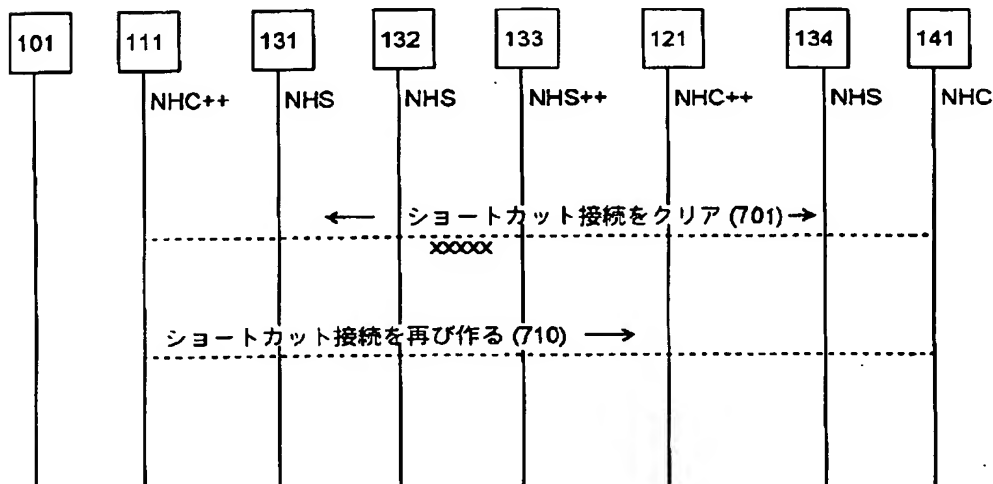 101 111 131 132 133 121 134 141
NHC++ NHS NHS NHS++ NHC++ NHS NHC
ショートカット接続をクリア (701)
xxxxx
ショートカット接続を再び作る (710)